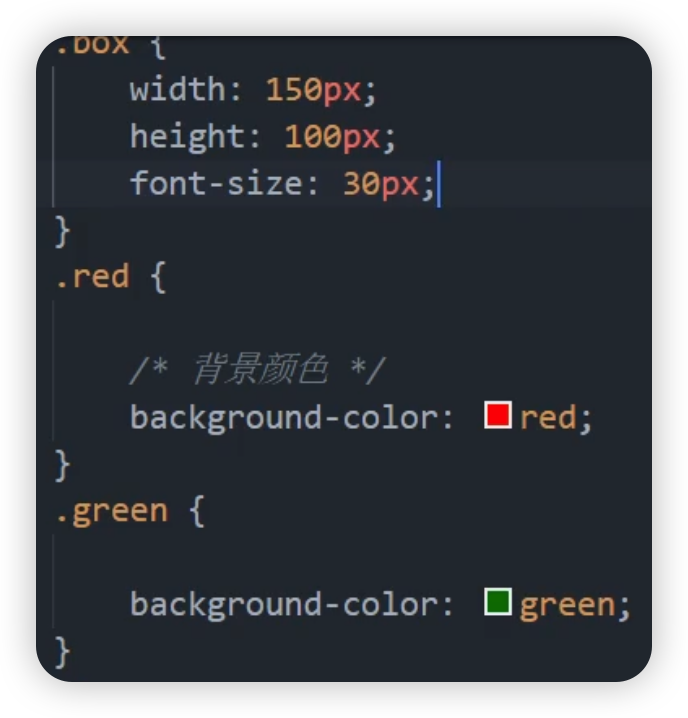 .box {
width: 150px;
height: 100px;
font-size: 30px;
}
.red {
/* 背景颜色 */
background-color: red;
}
.green {
background-color: green;
}